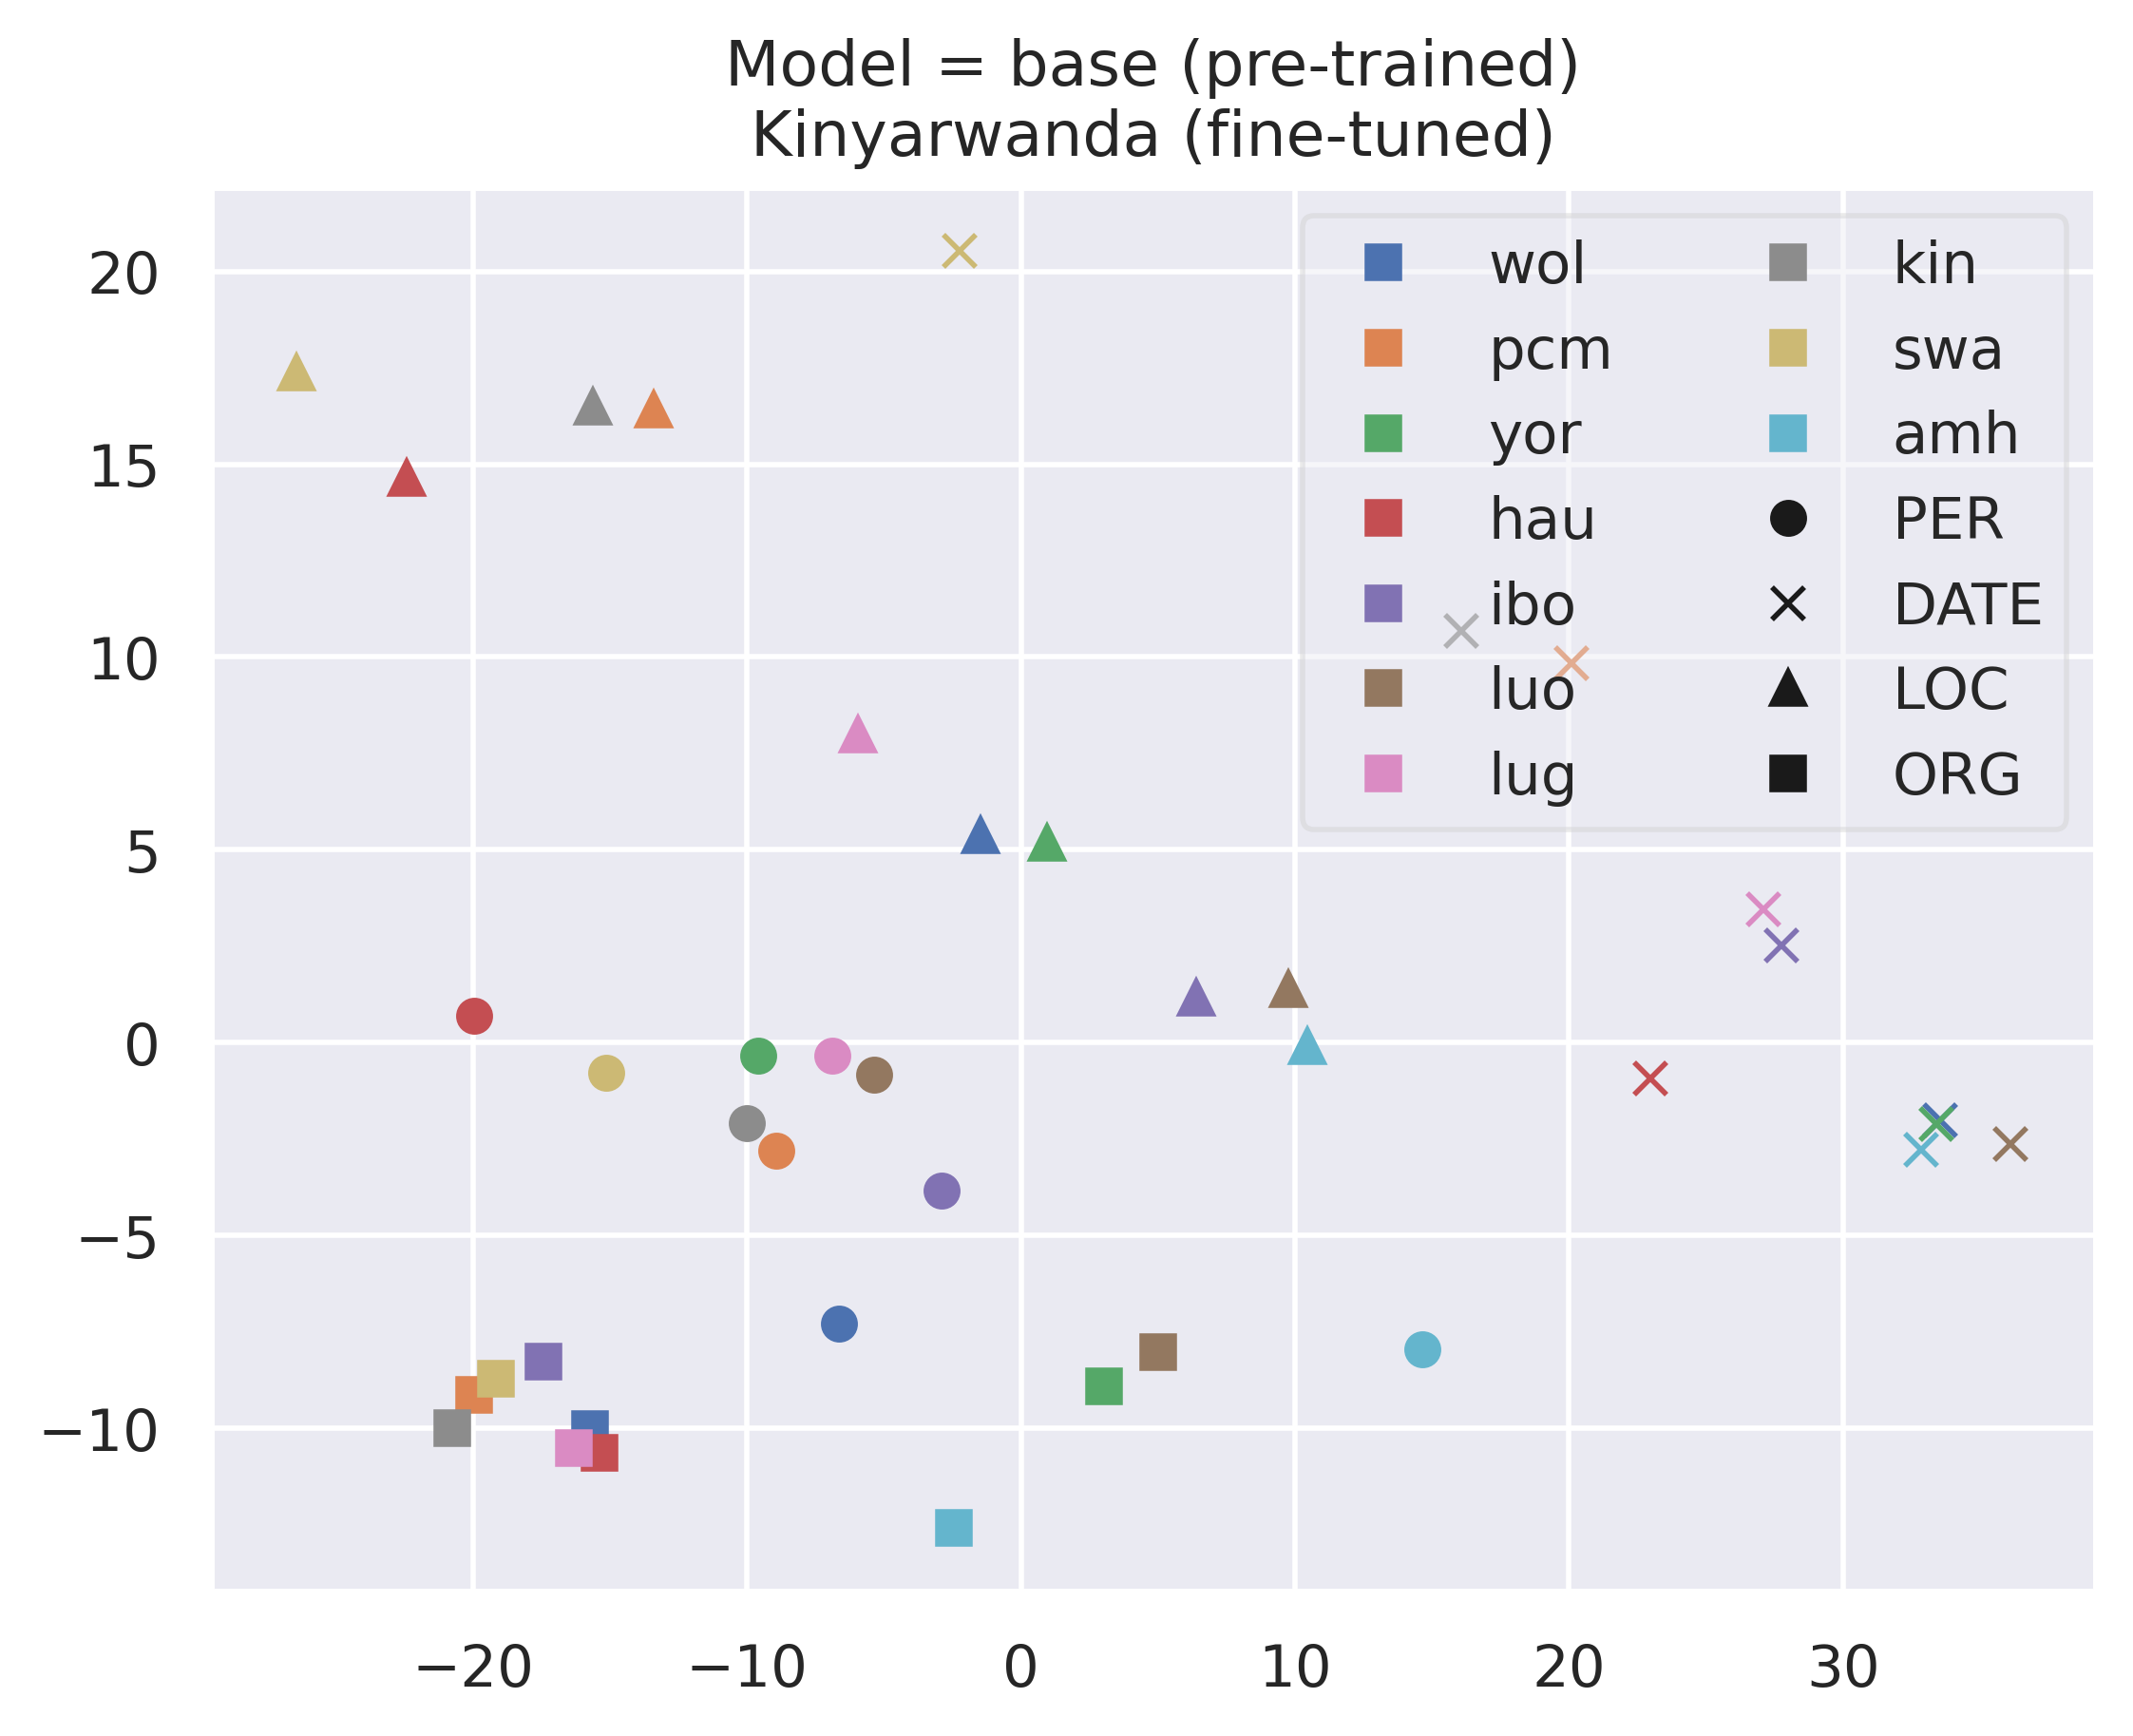 Model = base (pre-trained)
Kinyarwanda (fine-tuned)
20
15
10
5
0
−5
−10
−20
−10
0
10
20
30
wol
pcm
yor
hau
ibo
luo
lug
kin
swa
amh
PER
DATE
LOC
ORG